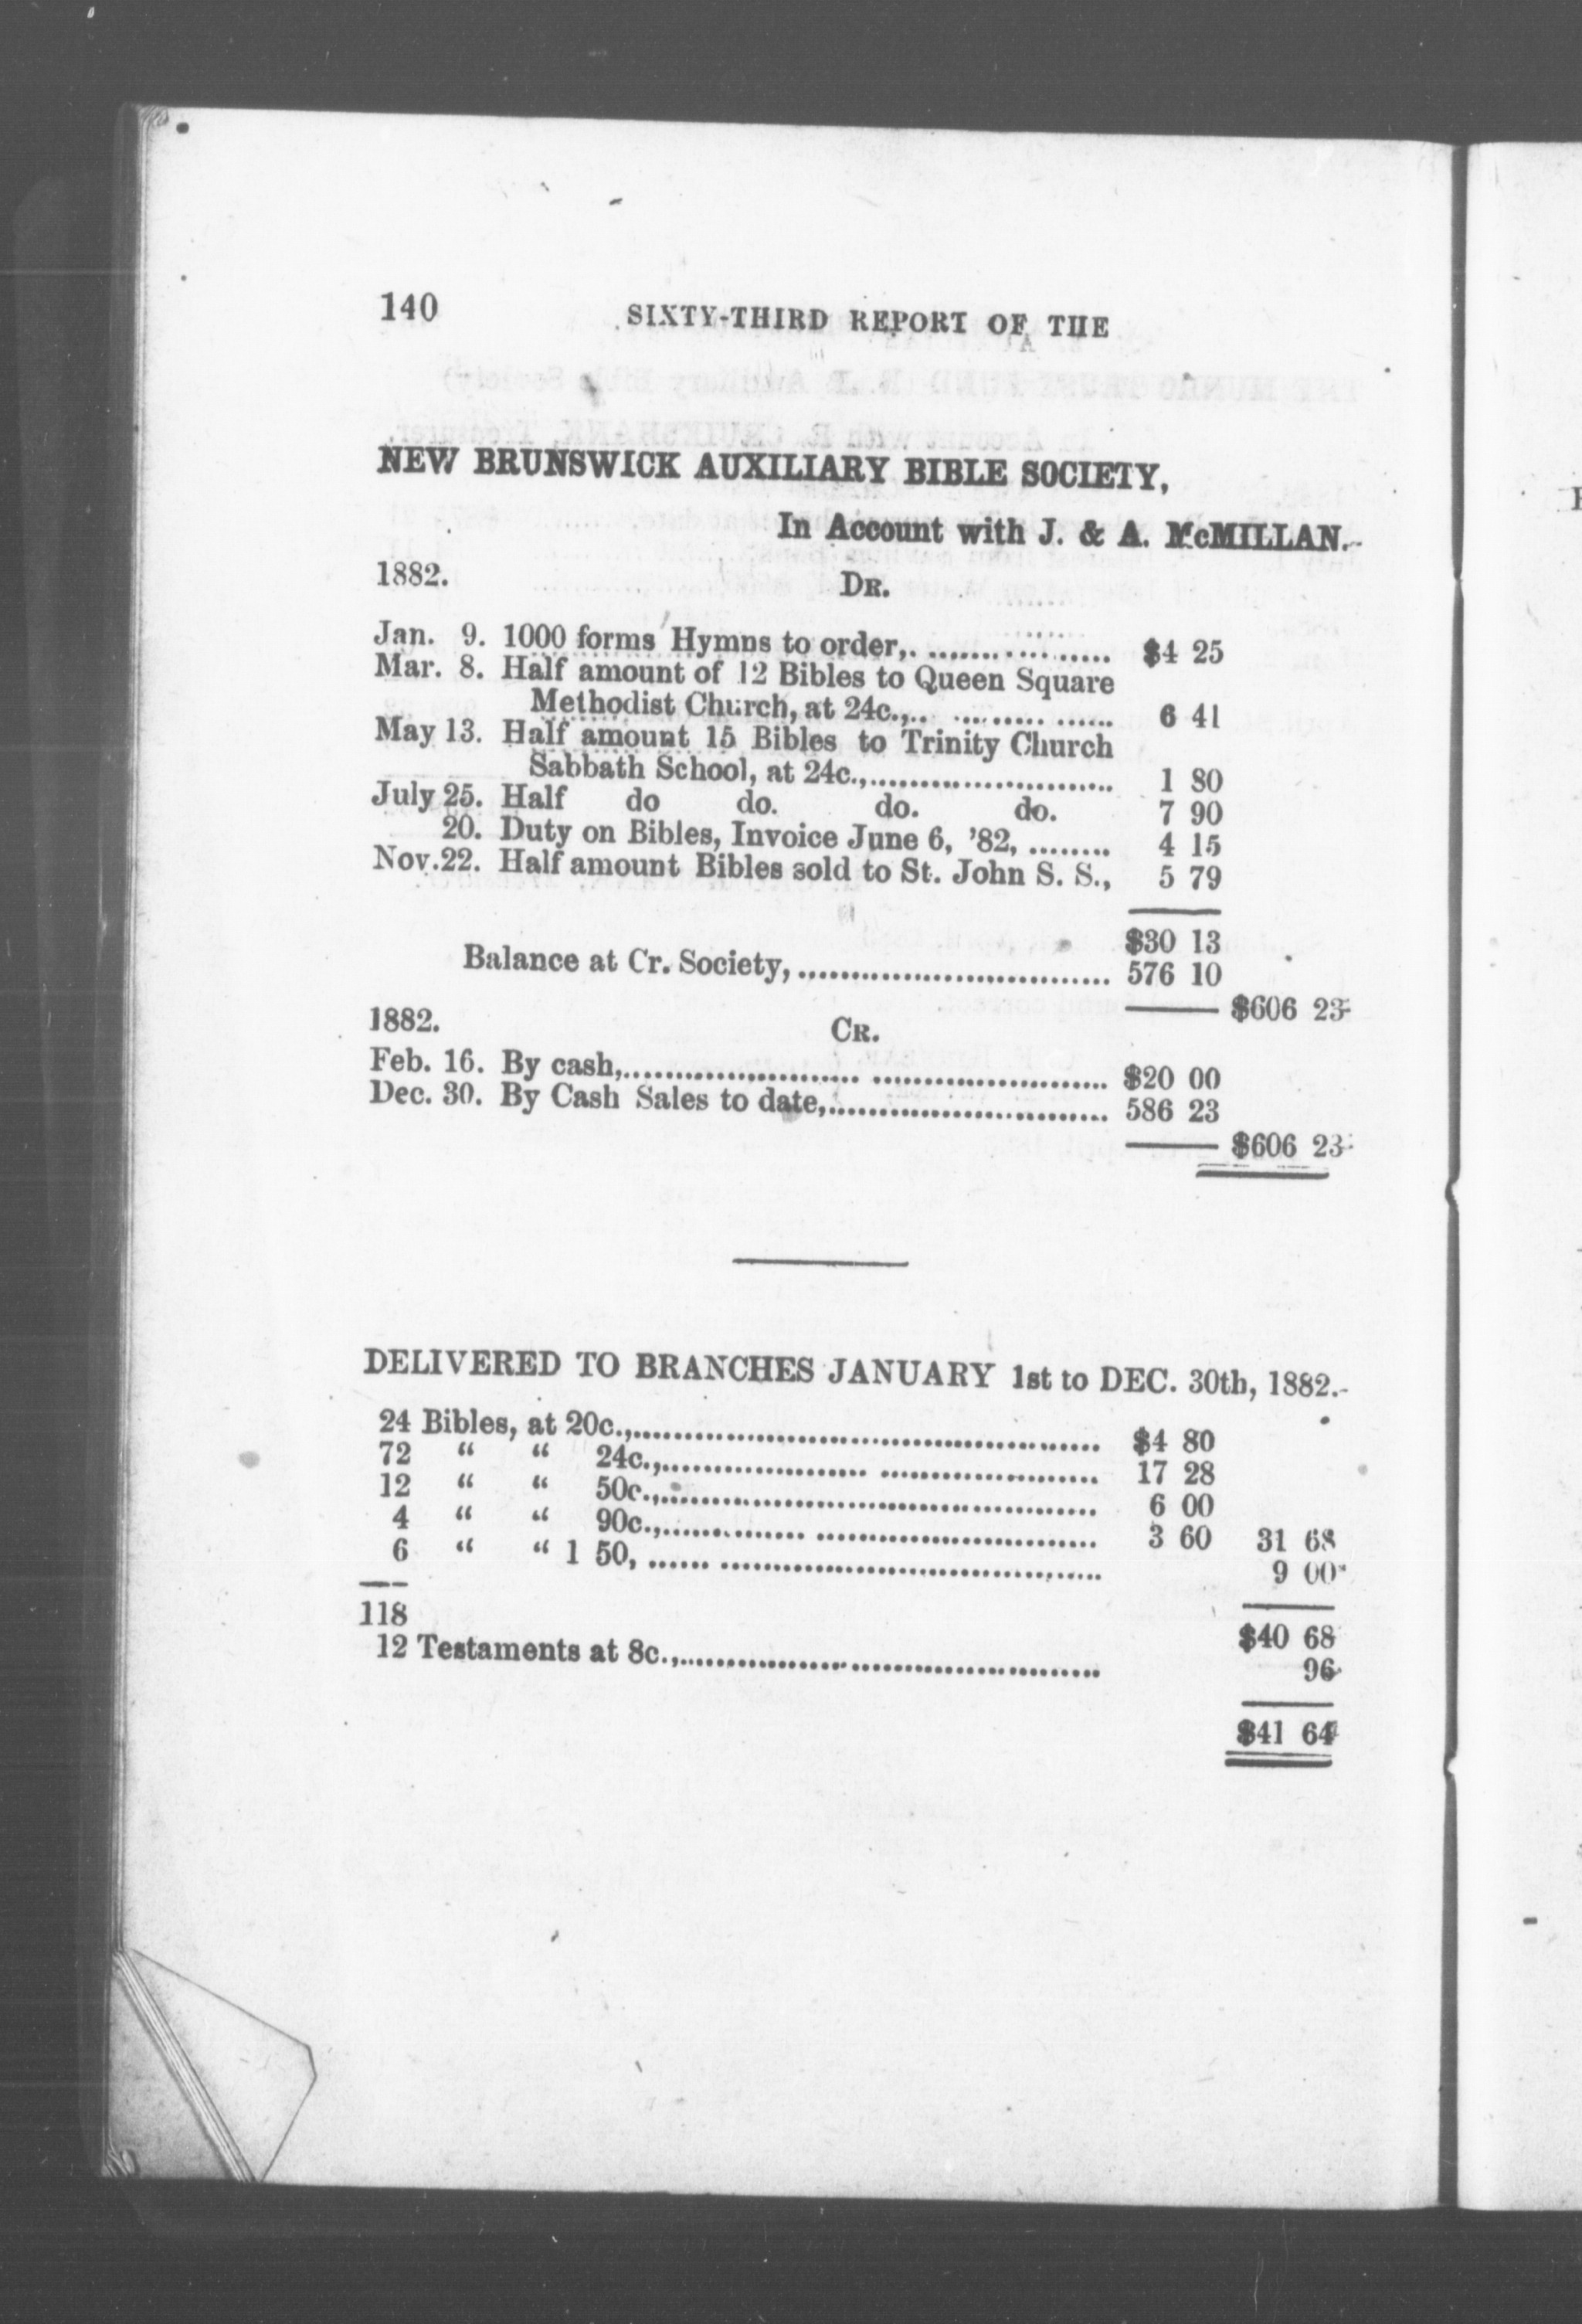 140 SIXTY-THIRD REPORT OF THE
NEW BRUNSWICK AUXILIARY BIBLE SOCIETY,
In Account with J. & A. McMILLAN.
1882. DR.
Jan. 9. 1000 forms Hymns to order,. .................. $4 25
Mar. 8. Half amount of 12 Bibles to Queen Square
Methodist Church, at 24c.,.. .......... ...... 6 41
May 13. Half amount 15 Bibles to Trinity Church
Sabbath School, at 24c.,.......................... 1 80
July 25. Half do do. do. do. 7 90
20. Duty on Bibles, Invoice June 6, '82, ........ 4 15
Nov. 22. Half amount Bibles sold to St. John S. S., 5 79
$30 13
Balance at Cr. Society, ................................ 576 10
$606 23
1882. CR.
Feb. 16. By cash,......................... ......................... $20 00
Dec. 30. By Cash Sales to date,.............................. 586 23
$606 23
DELIVERED TO BRANCHES JANUARY 1st to DEC. 30th, 1882.
24 Bibles, at 20c.,.................................................. $4 80
72 “ “ 24c.,...................... ....................... 17 28
12 “ “ 50c.,.............................................. 6 00
4 “ “ 90c.,............... .............................. 3 60 31 68
6 “ “ 1 50, ...... ........................................ 9 00
118 $40 68
12 Testaments at 8c.,.................. .......................... 96
$41 64